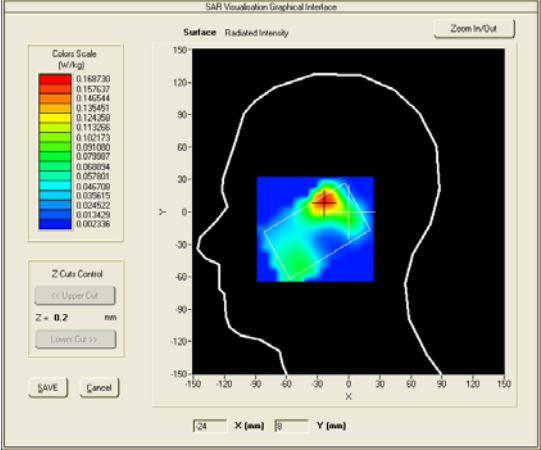 SAR Visualisation Graphical Interface
Surface Radiated Intensity
Zoom In/Out
Colors Scale
(W/kg)
0.168730
0.157637
0.146544
0.135451
0.124358
0.113266
0.102173
0.091080
0.079987
0.068894
0.057801
0.046708
0.035615
0.024522
0.013429
0.002336
Z-Cuts Control
<< Upper Cut
Z = 0.2 mm
Lower Cut >>
SAVE Cancel
150
120
90
60
30
0
-30
-60
-90
-120
-150
Y
-150 -120 -90 -60 -30 0 30 60 90 120 150
X
-24 X (mm) 8 Y (mm)